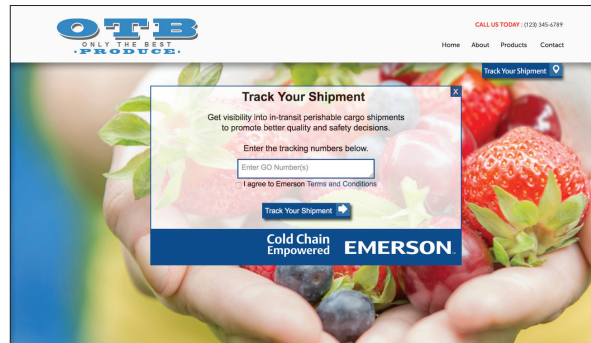 OTB
ONLY THE BEST
· PRODUCE ·
CALL US TODAY : (123) 345-6789
Home About Products Contact
Track Your Shipment
X
Track Your Shipment
Get visibility into in-transit perishable cargo shipments
to promote better quality and safety decisions.
Enter the tracking numbers below.
Enter GO Number(s)
I agree to Emerson Terms and Conditions
Track Your Shipment
Cold Chain
Empowered
EMERSON™